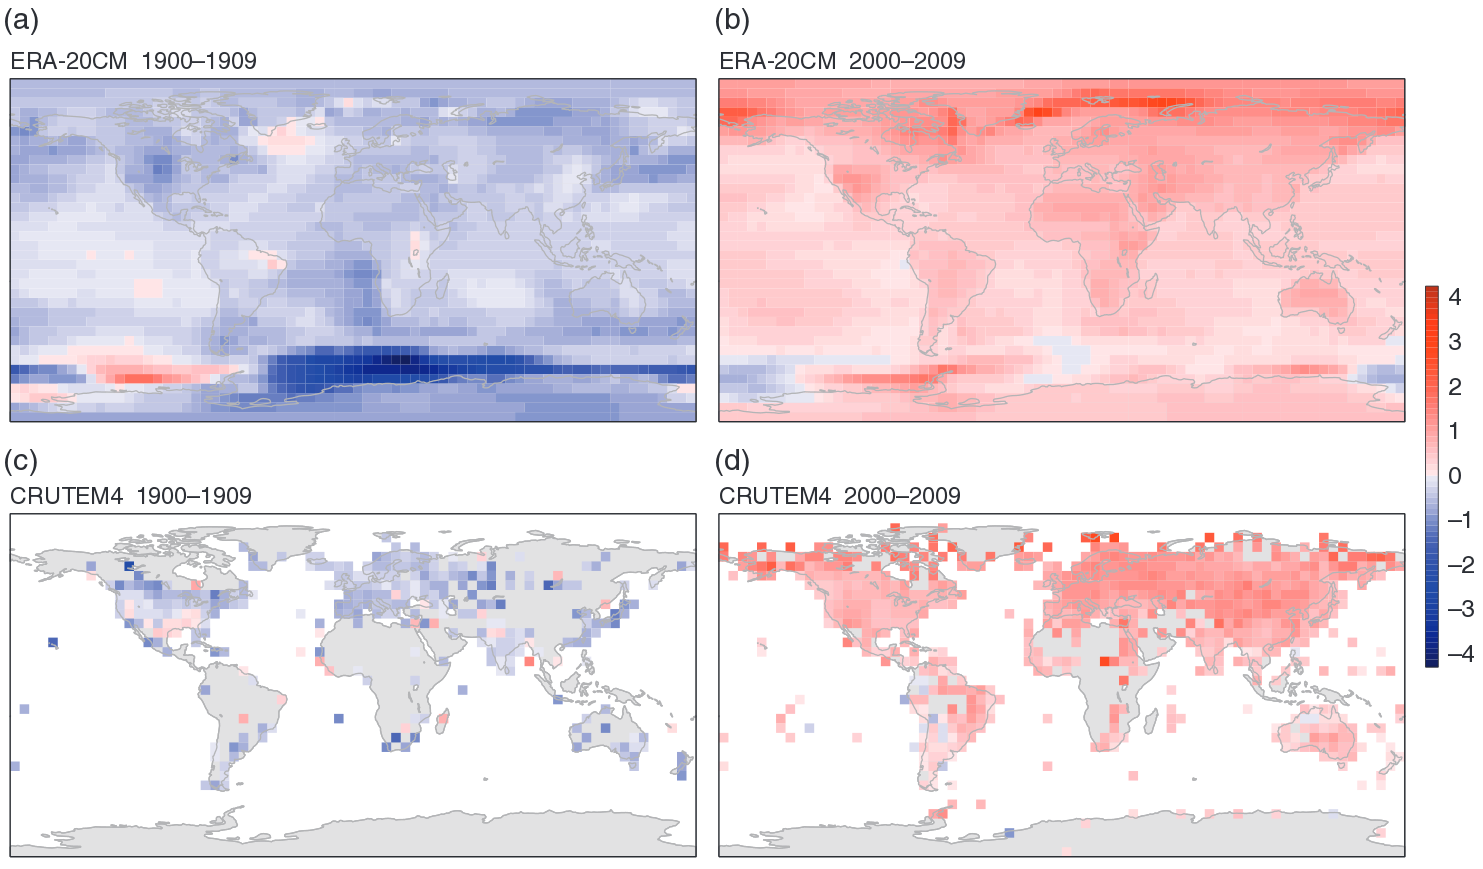 (a)
(b)
ERA-20CM 1900–1909
ERA-20CM 2000–2009
(c)
(d)
CRUTEM4 1900–1909
CRUTEM4 2000–2009
4
3
2
1
0
–1
–2
–3
–4